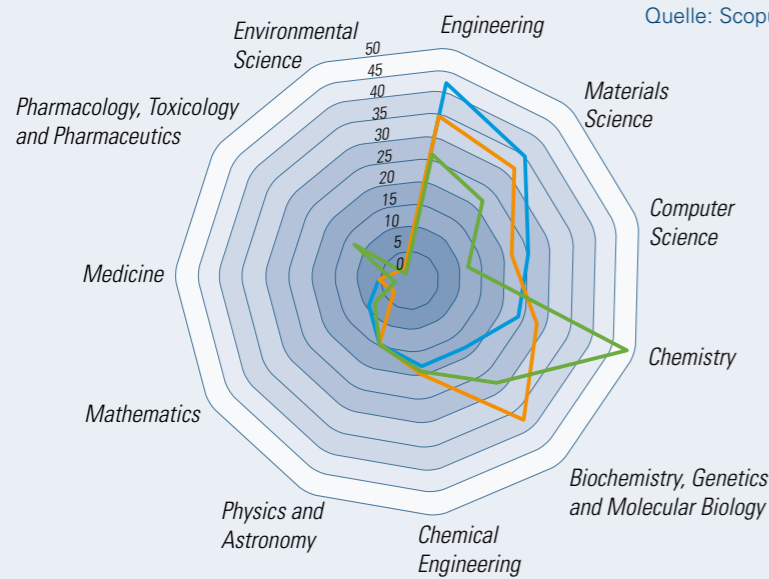 Quelle: Scopu
Engineering
Environmental
Science
50
45
40
35
30
25
20
15
10
5
0
Materials
Science
Pharmacology, Toxicology
and Pharmaceutics
Computer
Science
Medicine
Chemistry
Mathematics
Biochemistry, Genetics
and Molecular Biology
Physics and
Astronomy
Chemical
Engineering